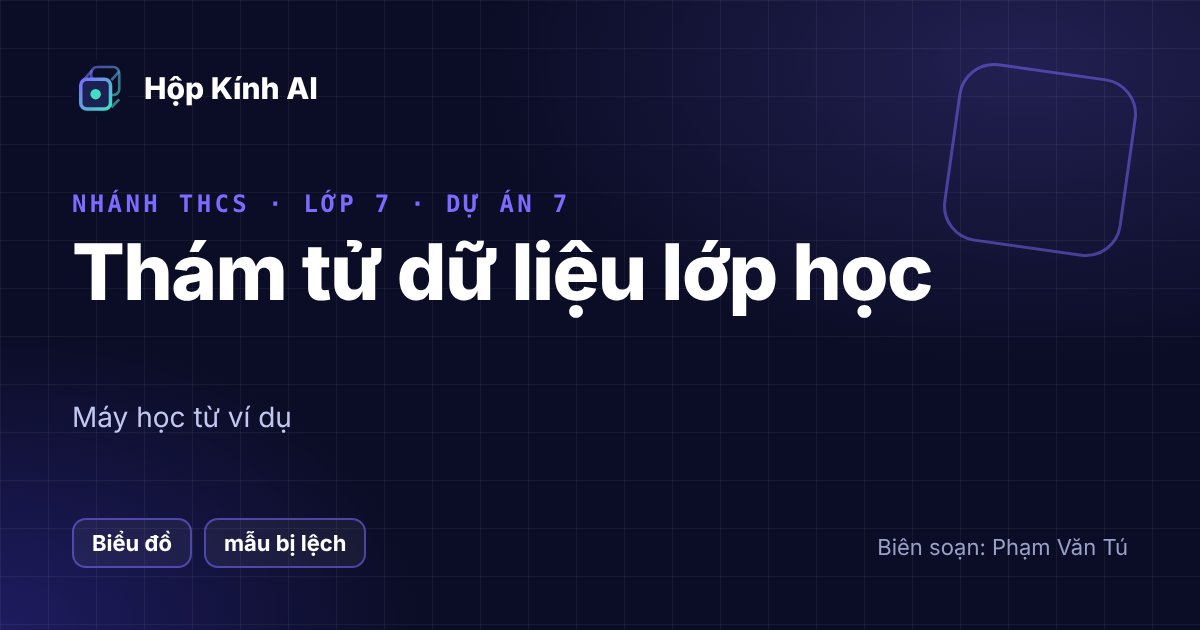 Hộp Kính AI
NHÁNH THCS · LỚP 7 · DỰ ÁN 7
Thám tử dữ liệu lớp học
Máy học từ ví dụ
Biểu đồ
mẫu bị lệch
Biên soạn: Phạm Văn Tú